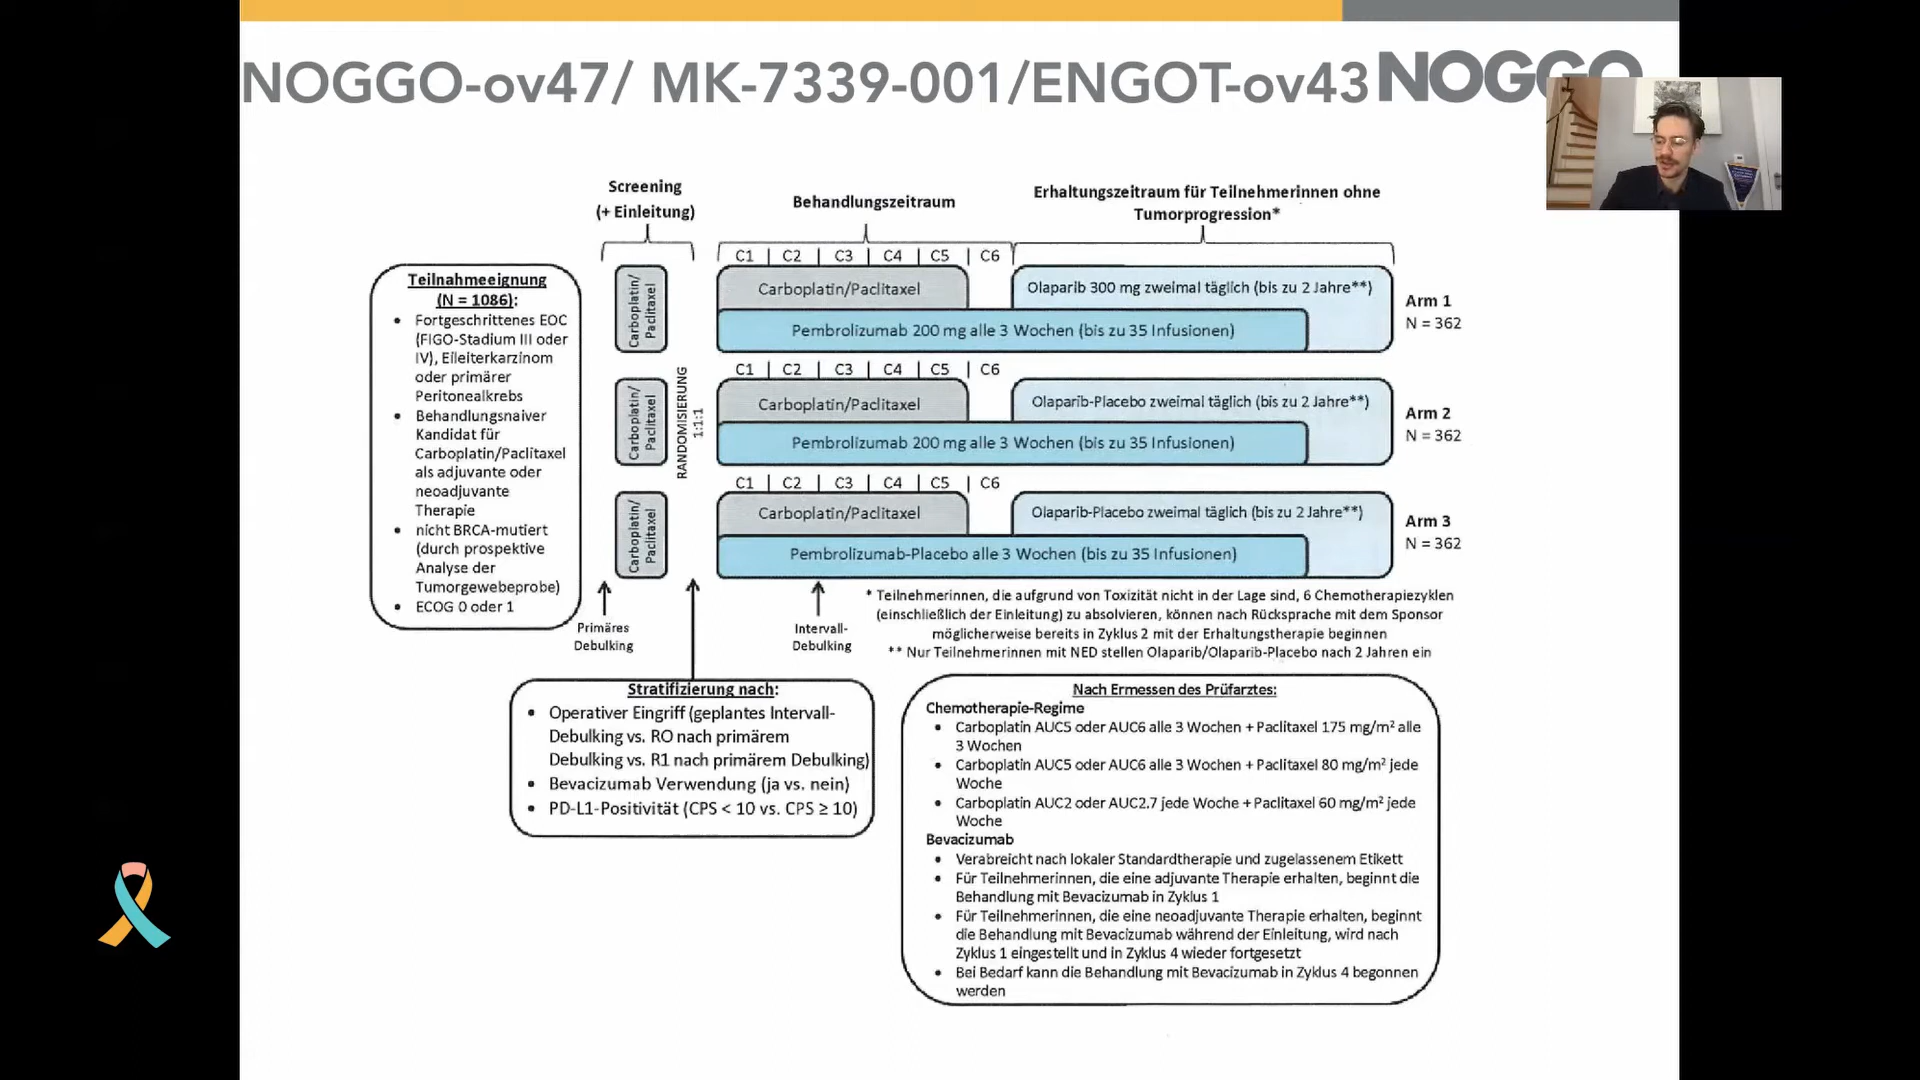 NOGGO-ov47/ MK-7339-001/ENGOT-ov43
NOGGO
Screening
(+ Einleitung)
Behandlungszeitraum
Erhaltungszeitraum für Teilnehmerinnen ohne
Tumorprogression*
Teilnahmeeignung
(N = 1086):
• Fortgeschrittenes EOC
(FIGO-Stadium III oder
IV), Eileiterkarzinom
oder primärer
Peritonealkrebs
• Behandlungsnaiver
Kandidat für
Carboplatin/Paclitaxel
als adjuvante oder
neoadjuvante
Therapie
• nicht BRCA-mutiert
(durch prospektive
Analyse der
Tumorgewebeprobe)
• ECOG 0 oder 1
Carboplatin/
Paclitaxel
C1 | C2 | C3 | C4 | C5 | C6
Carboplatin/Paclitaxel
Olaparib 300 mg zweimal täglich (bis zu 2 Jahre**)
Pembrolizumab 200 mg alle 3 Wochen (bis zu 35 Infusionen)
Arm 1
N = 362
Carboplatin/
Paclitaxel
RANDOMISIERUNG
1:1:1
C1 | C2 | C3 | C4 | C5 | C6
Carboplatin/Paclitaxel
Olaparib-Placebo zweimal täglich (bis zu 2 Jahre**)
Pembrolizumab 200 mg alle 3 Wochen (bis zu 35 Infusionen)
Arm 2
N = 362
Carboplatin/
Paclitaxel
C1 | C2 | C3 | C4 | C5 | C6
Carboplatin/Paclitaxel
Olaparib-Placebo zweimal täglich (bis zu 2 Jahre**)
Pembrolizumab-Placebo alle 3 Wochen (bis zu 35 Infusionen)
Arm 3
N = 362
Primäres
Debulking
Intervall-
Debulking
* Teilnehmerinnen, die aufgrund von Toxizität nicht in der Lage sind, 6 Chemotherapiezyklen
(einschließlich der Einleitung) zu absolvieren, können nach Rücksprache mit dem Sponsor
möglicherweise bereits in Zyklus 2 mit der Erhaltungstherapie beginnen
** Nur Teilnehmerinnen mit NED stellen Olaparib/Olaparib-Placebo nach 2 Jahren ein
Stratifizierung nach:
• Operativer Eingriff (geplantes Intervall-
Debulking vs. RO nach primärem
Debulking vs. R1 nach primärem Debulking)
• Bevacizumab Verwendung (ja vs. nein)
• PD-L1-Positivität (CPS < 10 vs. CPS ≥ 10)
Nach Ermessen des Prüfarztes:
Chemotherapie-Regime
• Carboplatin AUC5 oder AUC6 alle 3 Wochen + Paclitaxel 175 mg/m² alle
3 Wochen
• Carboplatin AUC5 oder AUC6 alle 3 Wochen + Paclitaxel 80 mg/m² jede
Woche
• Carboplatin AUC2 oder AUC2.7 jede Woche + Paclitaxel 60 mg/m² jede
Woche
Bevacizumab
• Verabreicht nach lokaler Standardtherapie und zugelassenem Etikett
• Für Teilnehmerinnen, die eine adjuvante Therapie erhalten, beginnt die
Behandlung mit Bevacizumab in Zyklus 1
• Für Teilnehmerinnen, die eine neoadjuvante Therapie erhalten, beginnt
die Behandlung mit Bevacizumab während der Einleitung, wird nach
Zyklus 1 eingestellt und in Zyklus 4 wieder fortgesetzt
• Bei Bedarf kann die Behandlung mit Bevacizumab in Zyklus 4 begonnen
werden